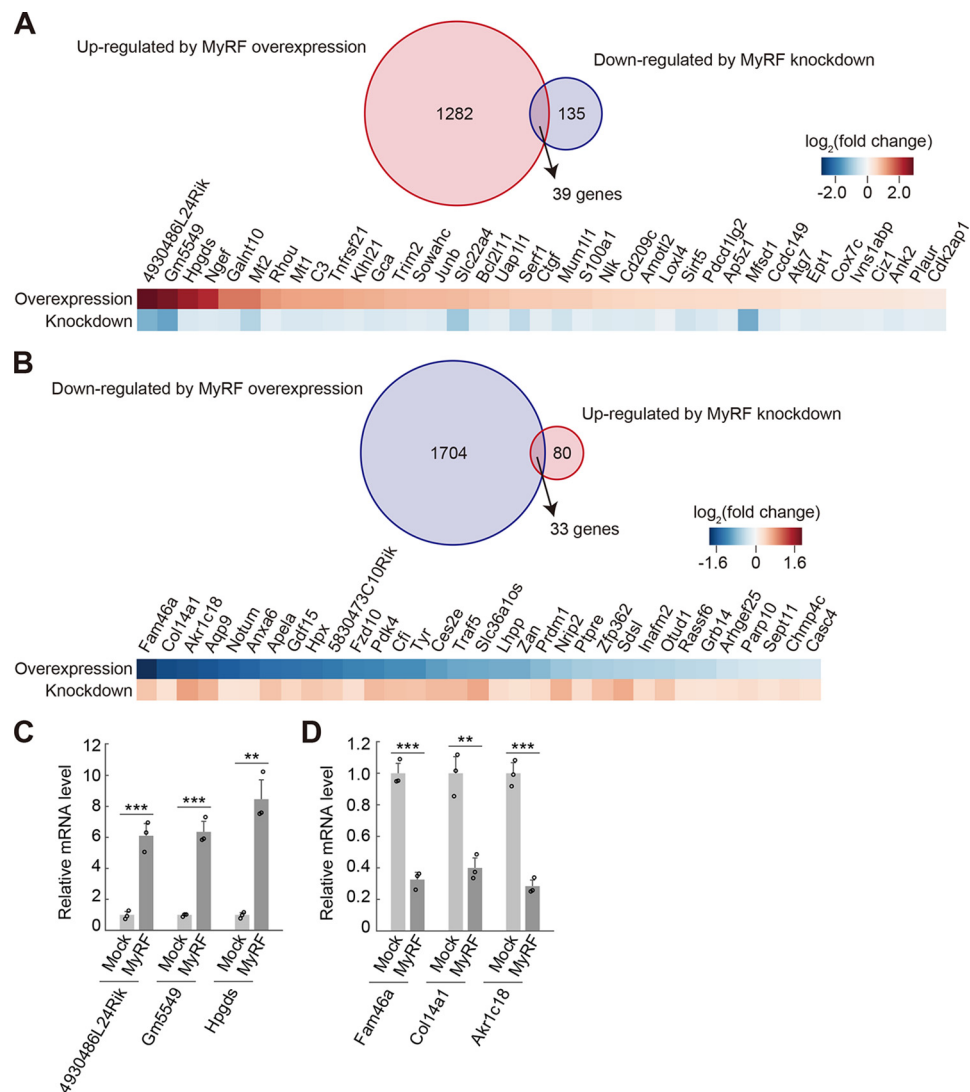 A
Up-regulated by MyRF overexpression
Down-regulated by MyRF knockdown
1282
135
39 genes
log2(fold change)
-2.0 0 2.0
4930486L24Rik
Gm5549
Hpgds
Ngef
Galnt10
Mt2
Rhou
Mt1
C3
Tnfrsf21
Klhl21
Gca
Trim2
Sowahc
Junb
Slc22a4
Bcl2l11
Uap1l1
Serf1
Ctgf
Mum1l1
S100a1
Nlk
Cd209c
Amotl2
Loxl4
Sirt5
Pdcd1lg2
Ap5z1
Mfsd1
Ccdc149
Atg7
Ept1
Cox7c
Ivns1abp
Ciz1
Ank2
Plaur
Cdk2ap1
Overexpression
Knockdown
B
Down-regulated by MyRF overexpression
Up-regulated by MyRF knockdown
1704
80
33 genes
log2(fold change)
-1.6 0 1.6
Fam46a
Col14a1
Akr1c18
Aqp9
Notum
Anxa6
Apela
Gdf15
Hpx
5830473C10Rik
Fzd10
Pdk4
Cfi
Tyr
Ces2e
Traf5
Slc36a1os
Lhpp
Zan
Prdm1
Nrip2
Ptpre
Zfp362
Sdsl
Inafm2
Otud1
Rassf6
Grb14
Arhgef25
Parp10
Sept11
Chmp4c
Casc4
Overexpression
Knockdown
C
Relative mRNA level
12
10
8
6
4
2
0
***
***
**
Mock
MyRF
Mock
MyRF
Mock
MyRF
4930486L24Rik
Gm5549
Hpgds
D
Relative mRNA level
1.2
1.0
0.8
0.6
0.4
0.2
0
***
**
***
Mock
MyRF
Mock
MyRF
Mock
MyRF
Fam46a
Col14a1
Akr1c18